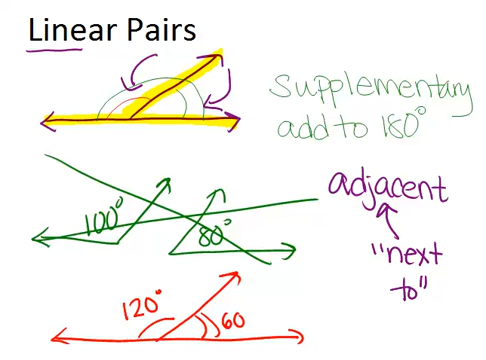 Linear Pairs
Supplementary
add to 180°
100°
80°
adjacent
"next
to"
120°
60